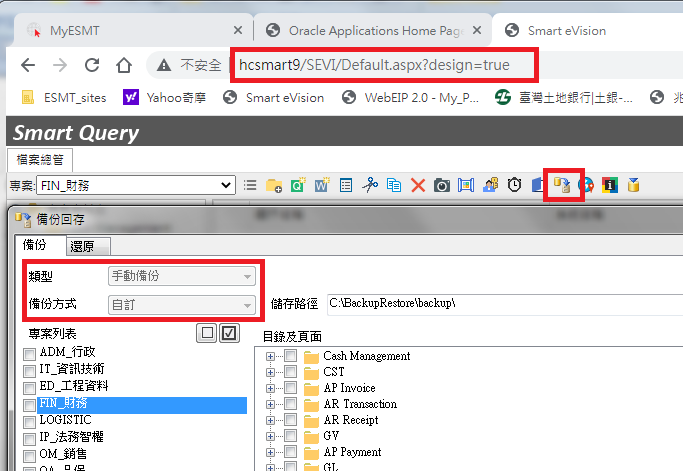 MyESMT
Oracle Applications Home Page
Smart eVision
不安全
hcsmart9/SEVI/Default.aspx?design=true
ESMT_sites
Yahoo奇摩
Smart eVision
WebEIP 2.0 - My_P...
臺灣土地銀行|土銀-...
兆
Smart Query
檔案總管
專案: FIN_財務
備份回存
備份
還原
類型
手動備份
備份方式
自訂
儲存路徑
C:\BackupRestore\backup\
專案列表
目錄及頁面
ADM_行政
IT_資訊技術
ED_工程資料
FIN_財務
LOGISTIC
IP_法務智權
OM_銷售
Cash Management
CST
AP Invoice
AR Transaction
AR Receipt
GV
AP Payment
GL